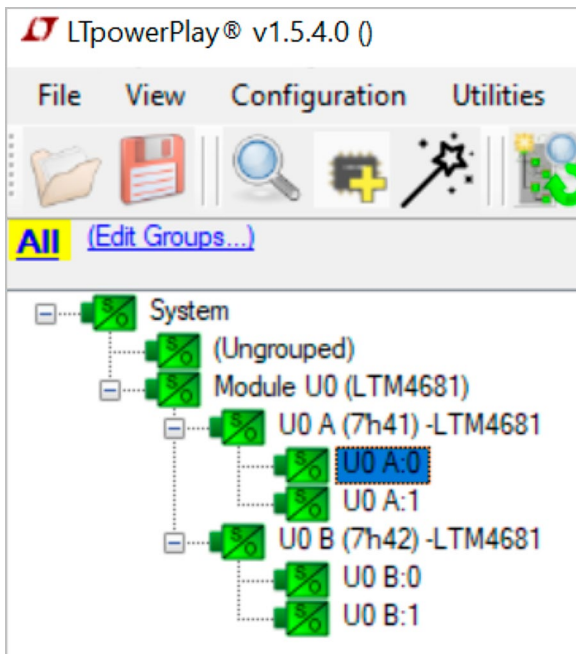 LTpowerPlay® v1.5.4.0 ()
File View Configuration Utilities
All (Edit Groups...)
System
(Ungrouped)
Module U0 (LTM4681)
U0 A (7h41) -LTM4681
U0 A:0
U0 A:1
U0 B (7h42) -LTM4681
U0 B:0
U0 B:1